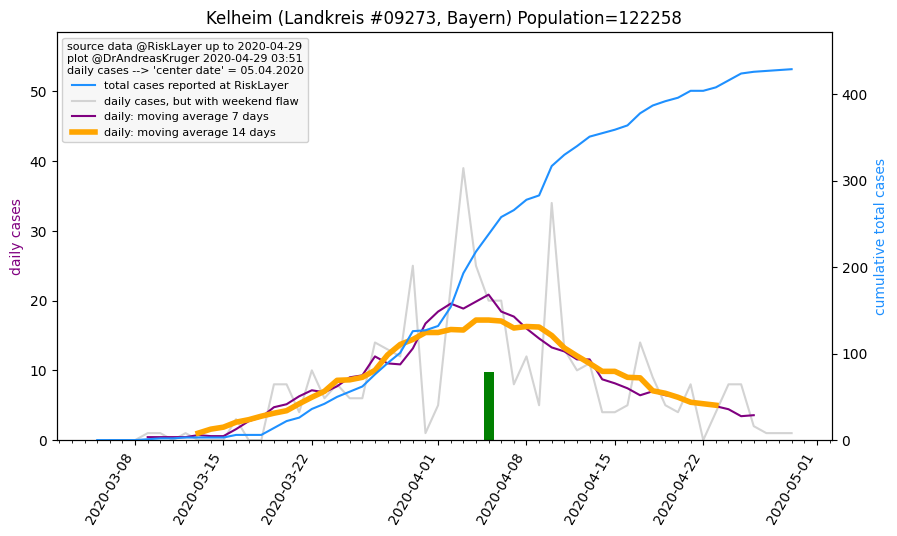 Kelheim (Landkreis #09273, Bayern) Population=122258
source data @RiskLayer up to 2020-04-29
plot @DrAndreasKruger 2020-04-29 03:51
daily cases --> 'center date' = 05.04.2020
total cases reported at RiskLayer
daily cases, but with weekend flaw
daily: moving average 7 days
daily: moving average 14 days
daily cases
50
40
30
20
10
0
cumulative total cases
400
300
200
100
0
2020-03-08
2020-03-15
2020-03-22
2020-04-01
2020-04-08
2020-04-15
2020-04-22
2020-05-01